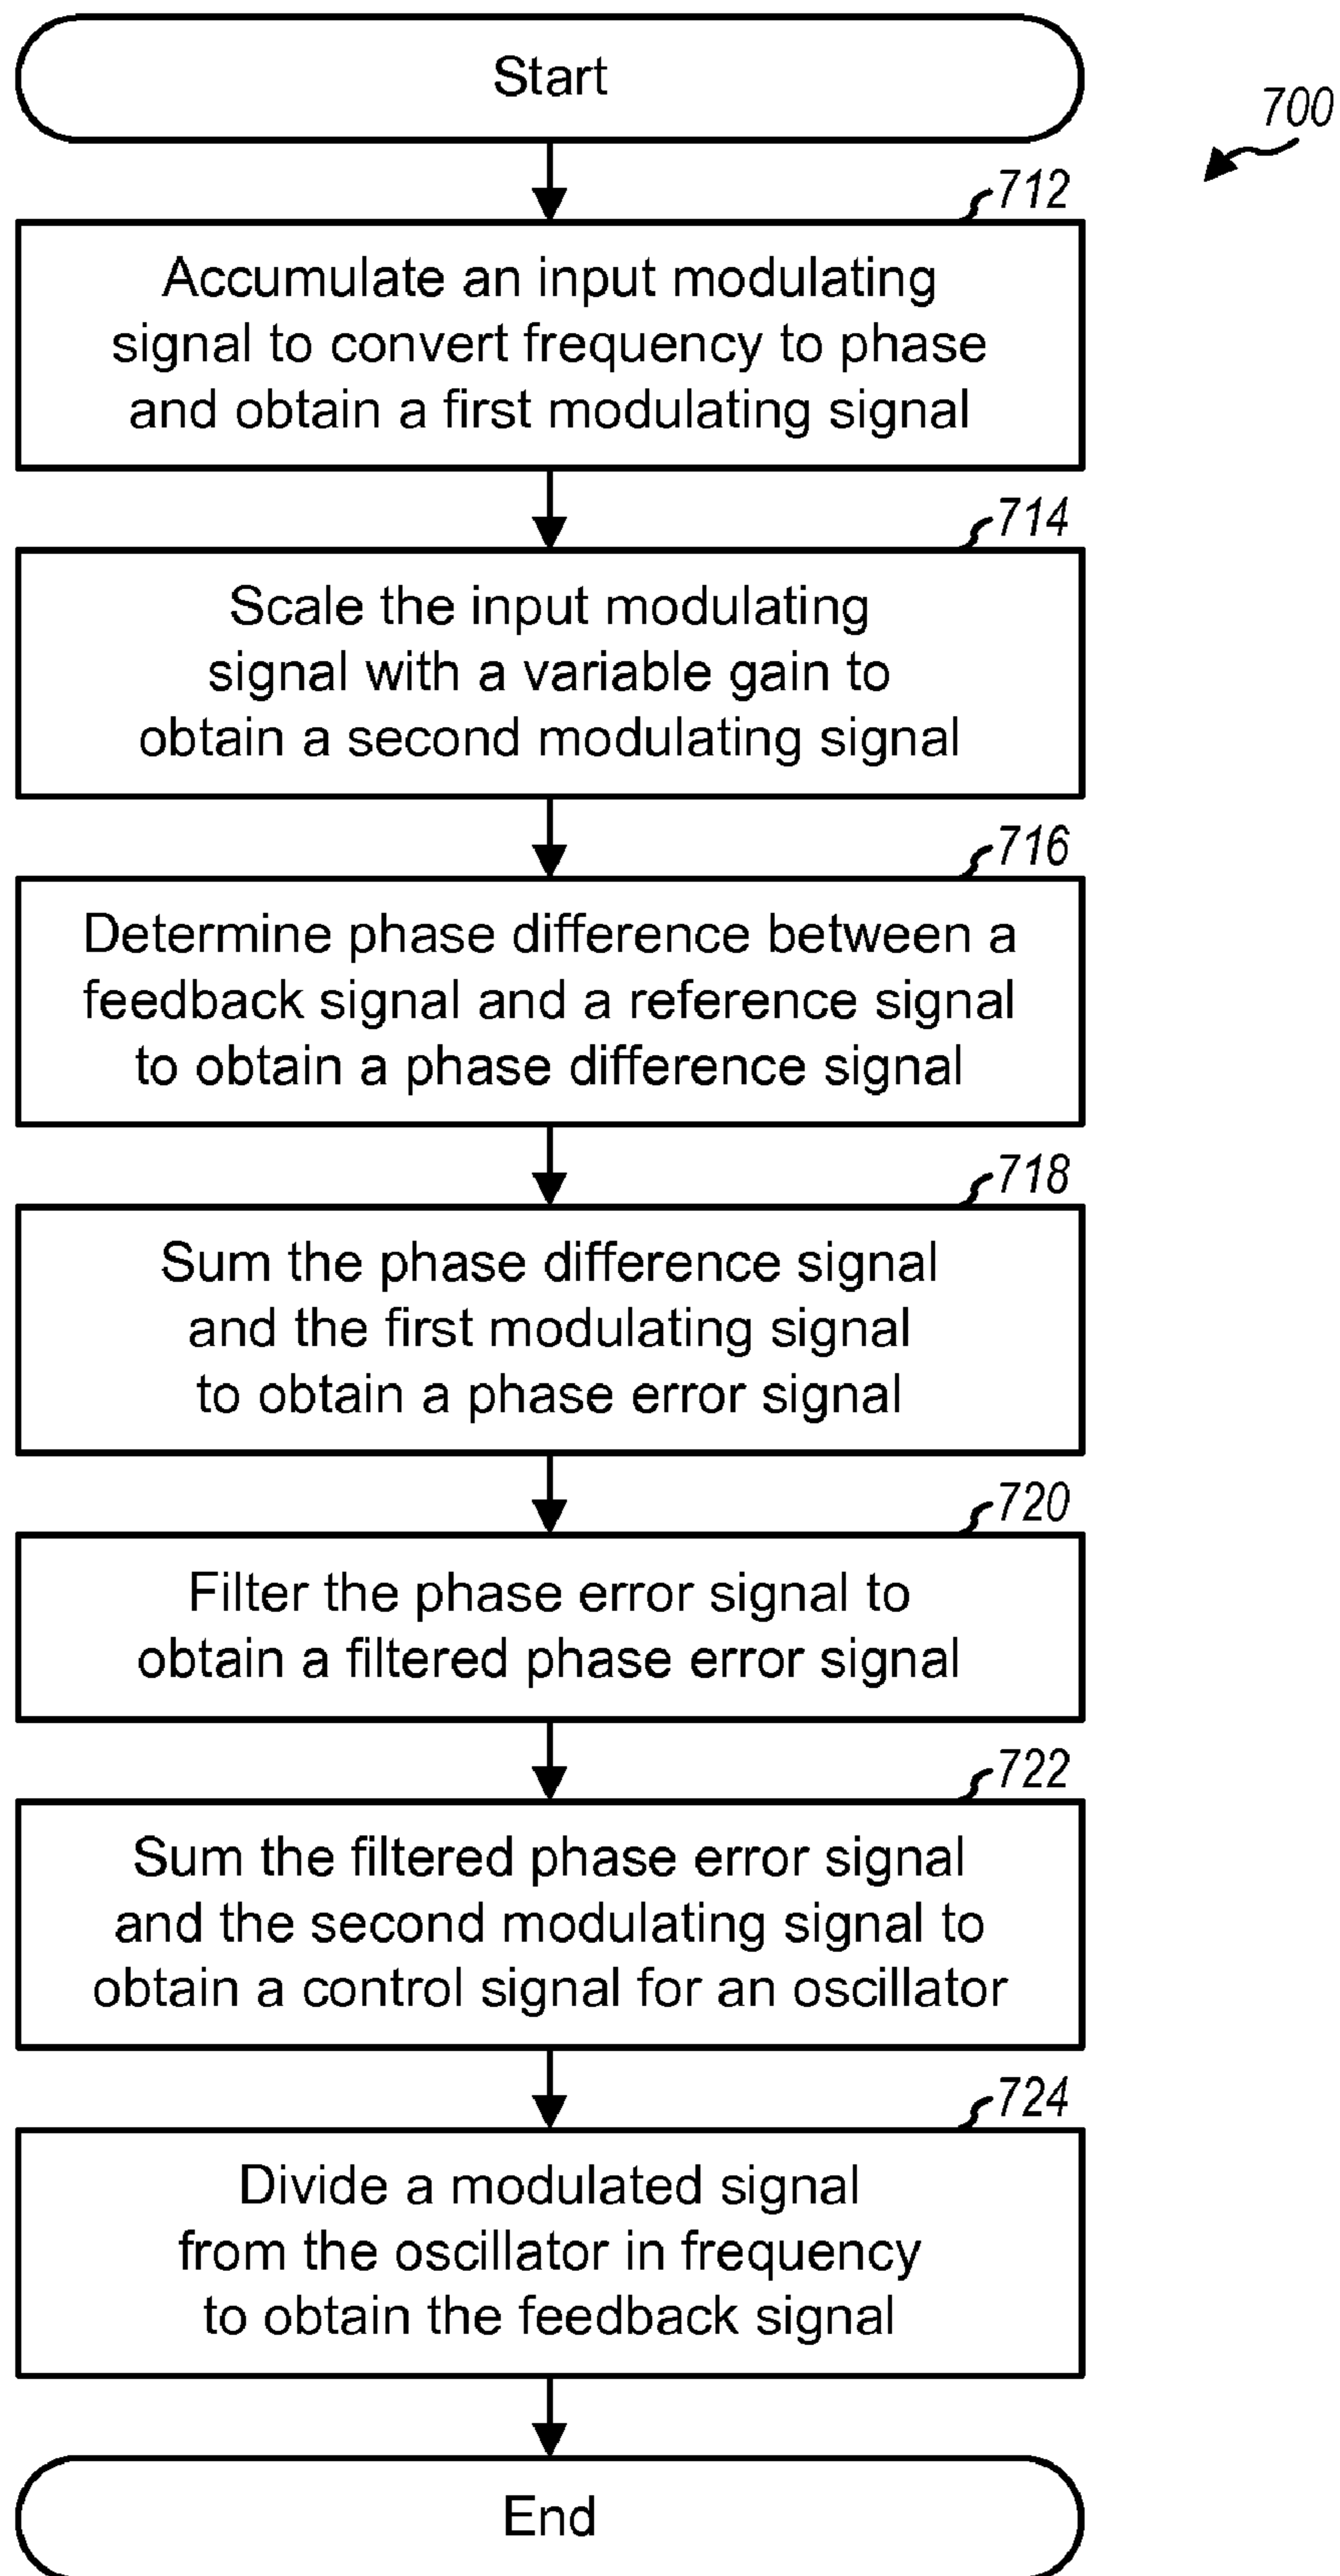 Start
700
712
Accumulate an input modulating
signal to convert frequency to phase
and obtain a first modulating signal
714
Scale the input modulating
signal with a variable gain to
obtain a second modulating signal
716
Determine phase difference between a
feedback signal and a reference signal
to obtain a phase difference signal
718
Sum the phase difference signal
and the first modulating signal
to obtain a phase error signal
720
Filter the phase error signal to
obtain a filtered phase error signal
722
Sum the filtered phase error signal
and the second modulating signal to
obtain a control signal for an oscillator
724
Divide a modulated signal
from the oscillator in frequency
to obtain the feedback signal
End